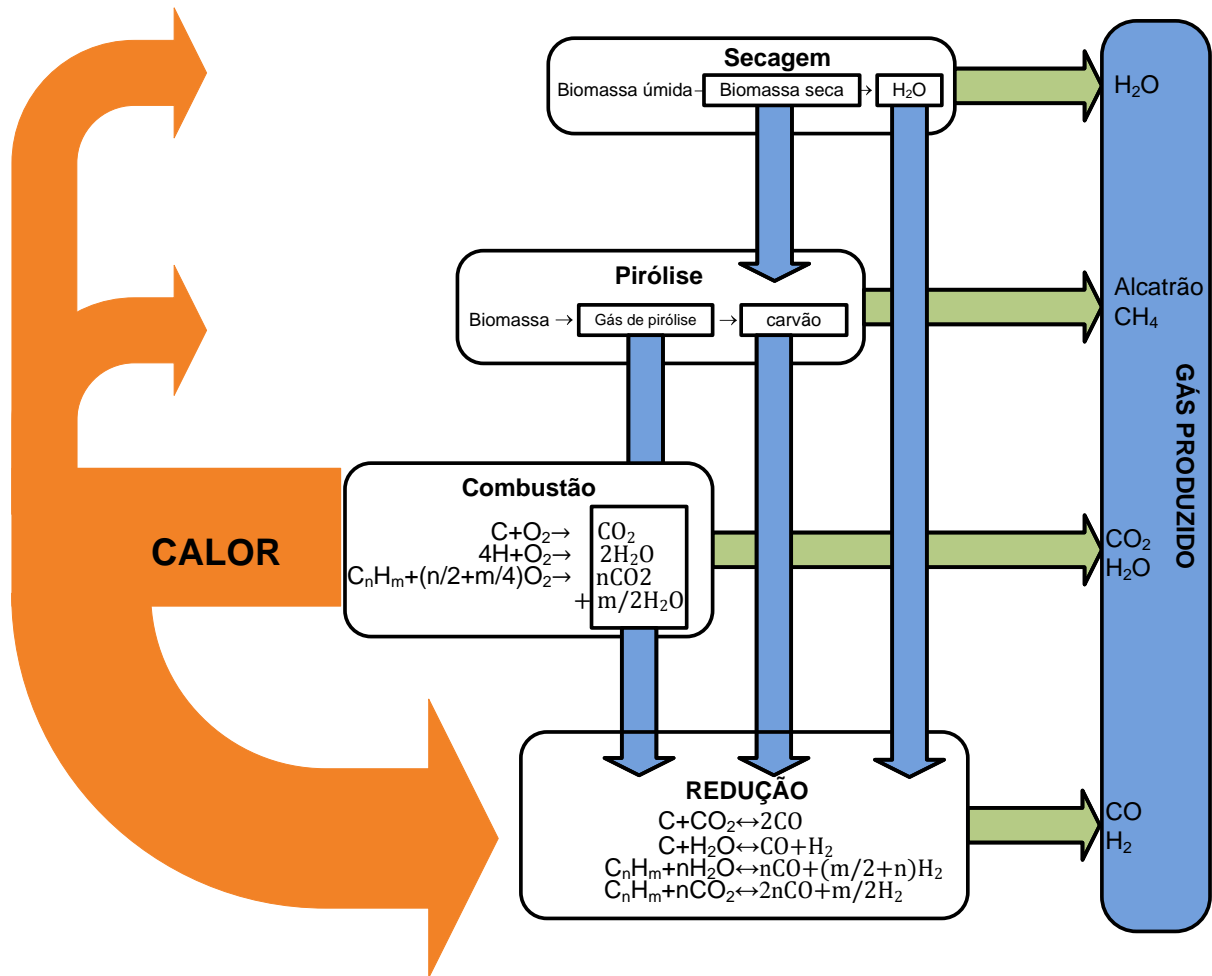 Secagem
Biomassa úmida→ Biomassa seca → H₂O
H₂O
Pirólise
Biomassa → Gás de pirólise → carvão
Alcatrão
CH₄
GÁS PRODUZIDO
Combustão
C+O₂→ CO₂
4H+O₂→ 2H₂O
CₙHₘ+(n/2+m/4)O₂→ nCO2
+ m/2H₂O
CALOR
CO₂
H₂O
REDUÇÃO
C+CO₂↔2CO
C+H₂O↔CO+H₂
CₙHₘ+nH₂O↔nCO+(m/2+n)H₂
CₙHₘ+nCO₂↔2nCO+m/2H₂
CO
H₂